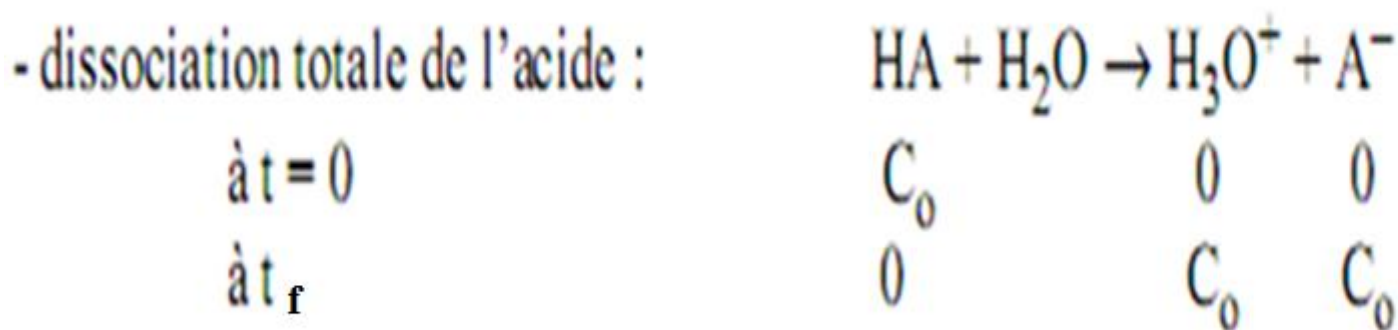 - dissociation totale de l'acide : HA + H₂O → H₃O⁺ + A⁻
à t = 0 C₀ 0 0
à t f 0 C₀ C₀